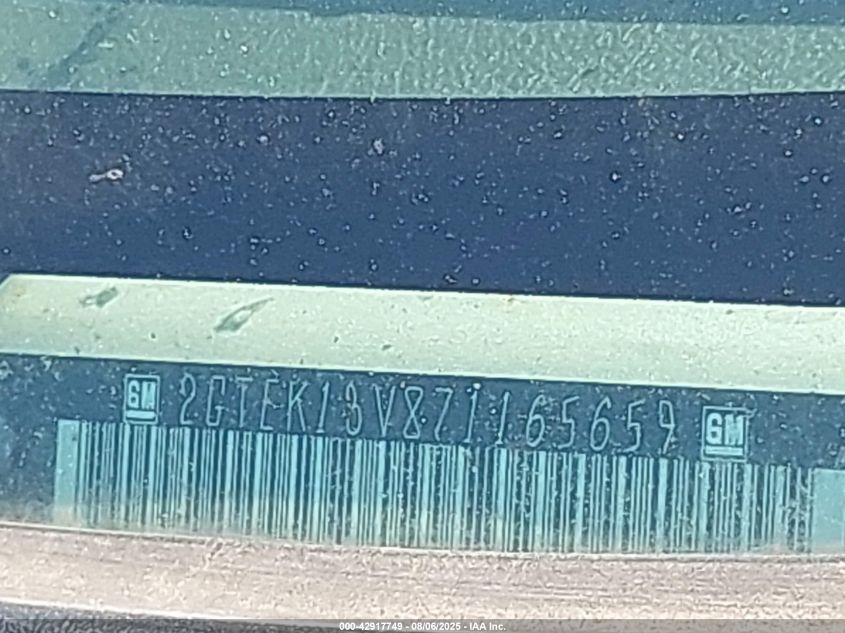 GM 2GTEK13V871165659 GM
000-42917749 - 08/06/2025 - IAA Inc.